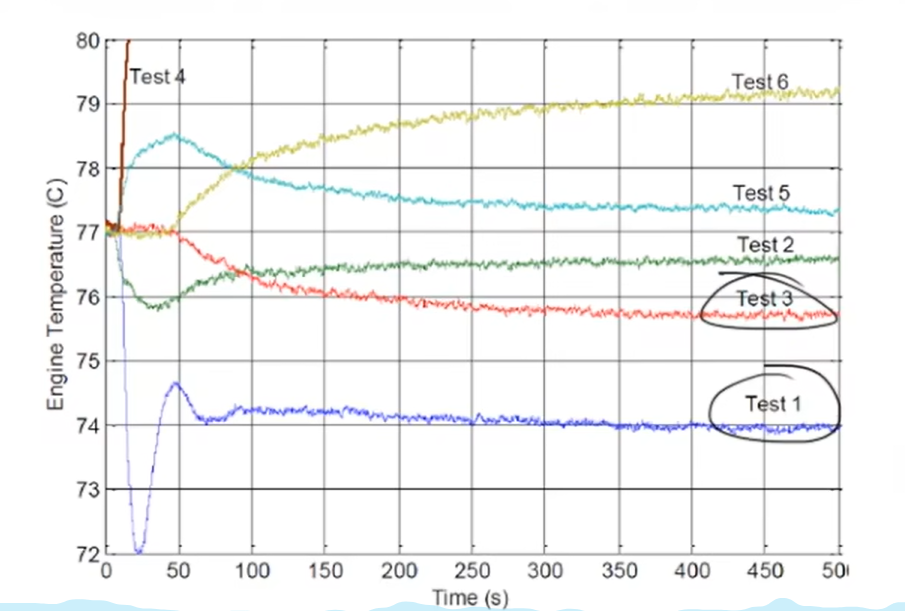 80
Test 4
79
Test 6
78
Test 5
77
Test 2
76
Test 3
75
Test 1
74
73
72
Engine Temperature (C)
0 50 100 150 200 250 300 350 400 450 50
Time (s)